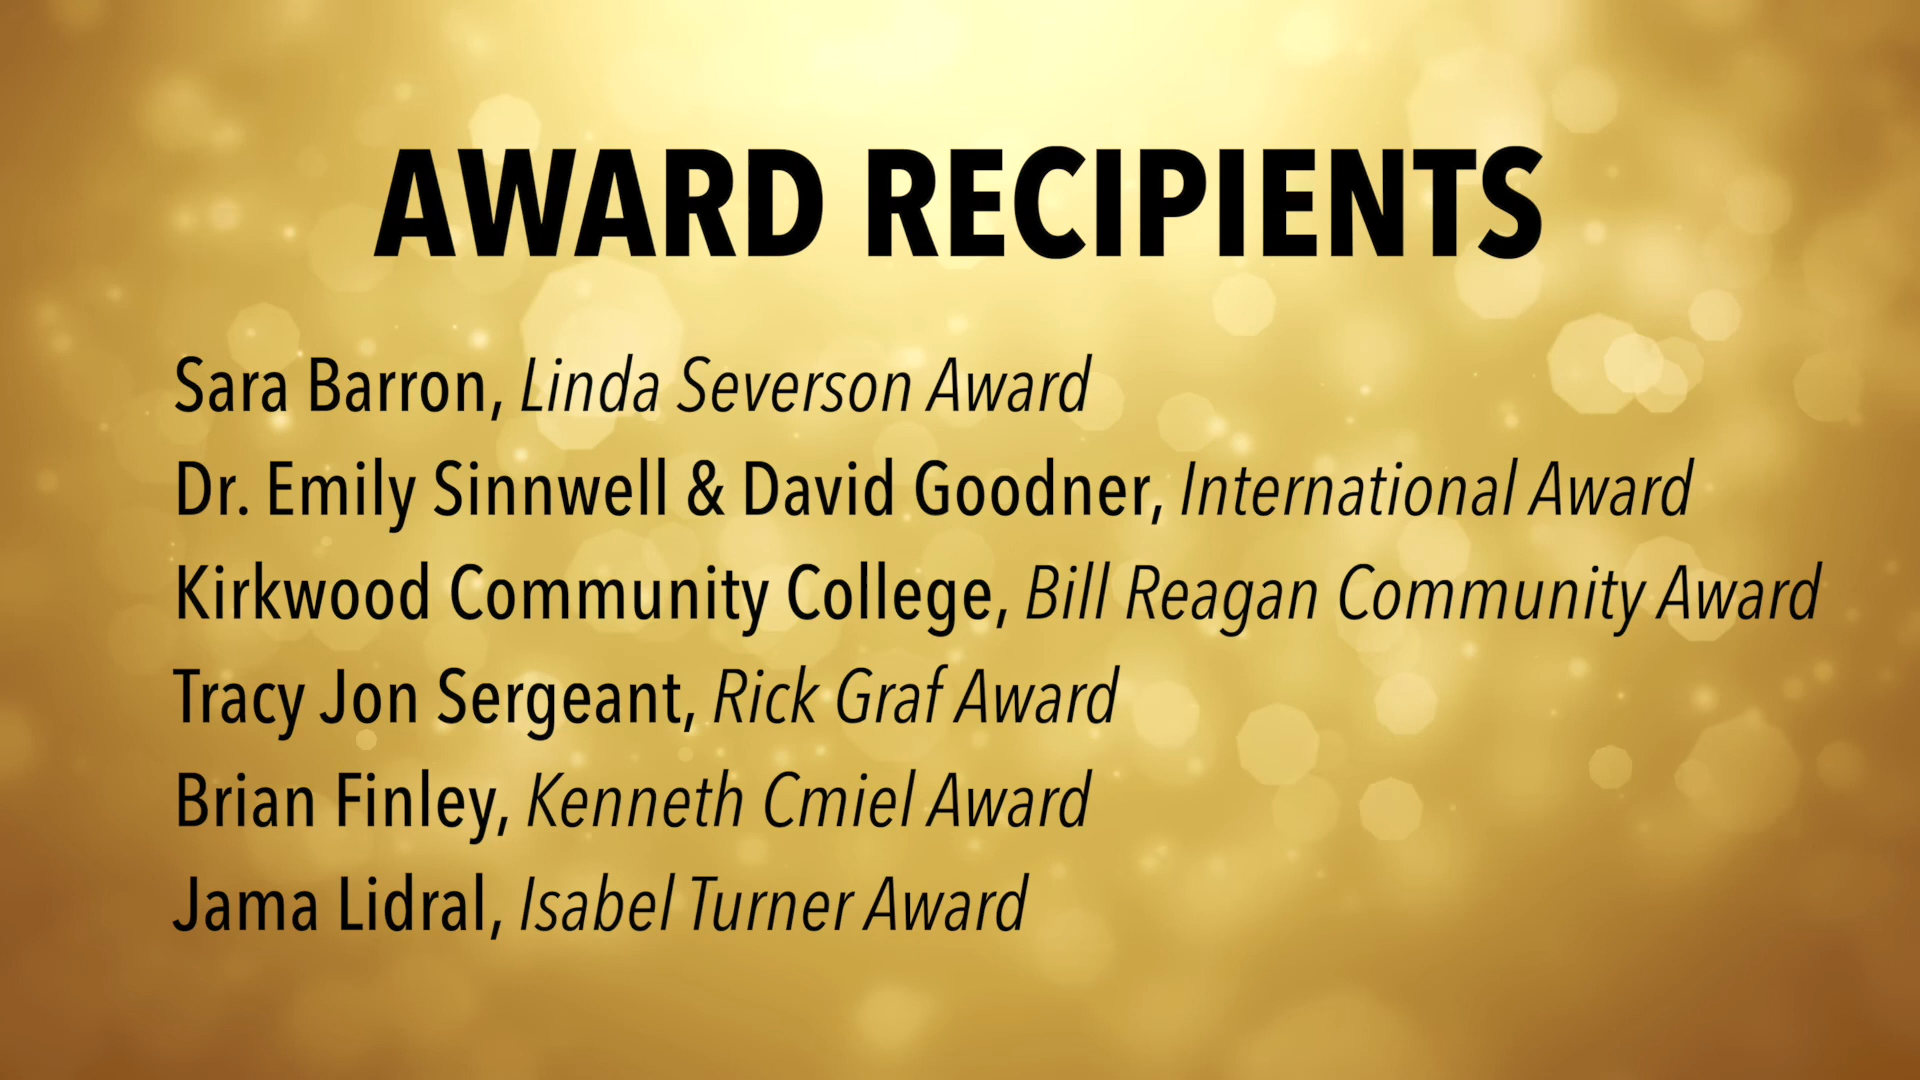 AWARD RECIPIENTS
Sara Barron, Linda Severson Award
Dr. Emily Sinnwell & David Goodner, International Award
Kirkwood Community College, Bill Reagan Community Award
Tracy Jon Sergeant, Rick Graf Award
Brian Finley, Kenneth Cmiel Award
Jama Lidral, Isabel Turner Award